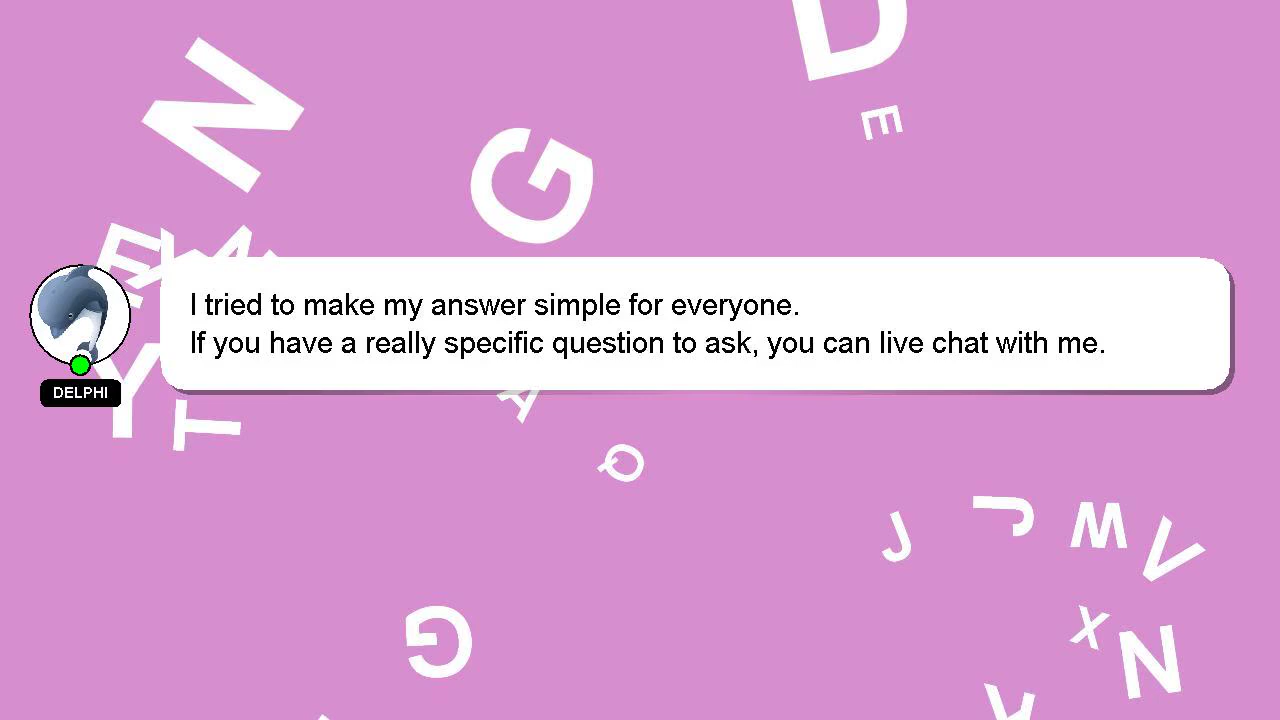 D
N
E
G
E
Y
N
I tried to make my answer simple for everyone.
If you have a really specific question to ask, you can live chat with me.
DELPHI
Y
A
T
Q
J
J
W
V
G
X
N